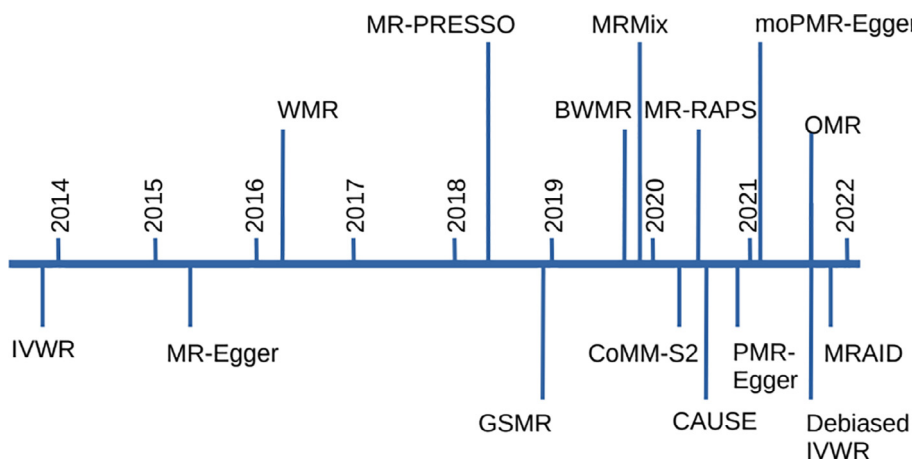 MR-PRESSO
MRMix
moPMR-Egger
WMR
BWMR
MR-RAPS
OMR
2014
2015
2016
2017
2018
2019
2020
2021
2022
IVWR
MR-Egger
CoMM-S2
PMR-
Egger
MRAID
GSMR
CAUSE
Debiased
IVWR